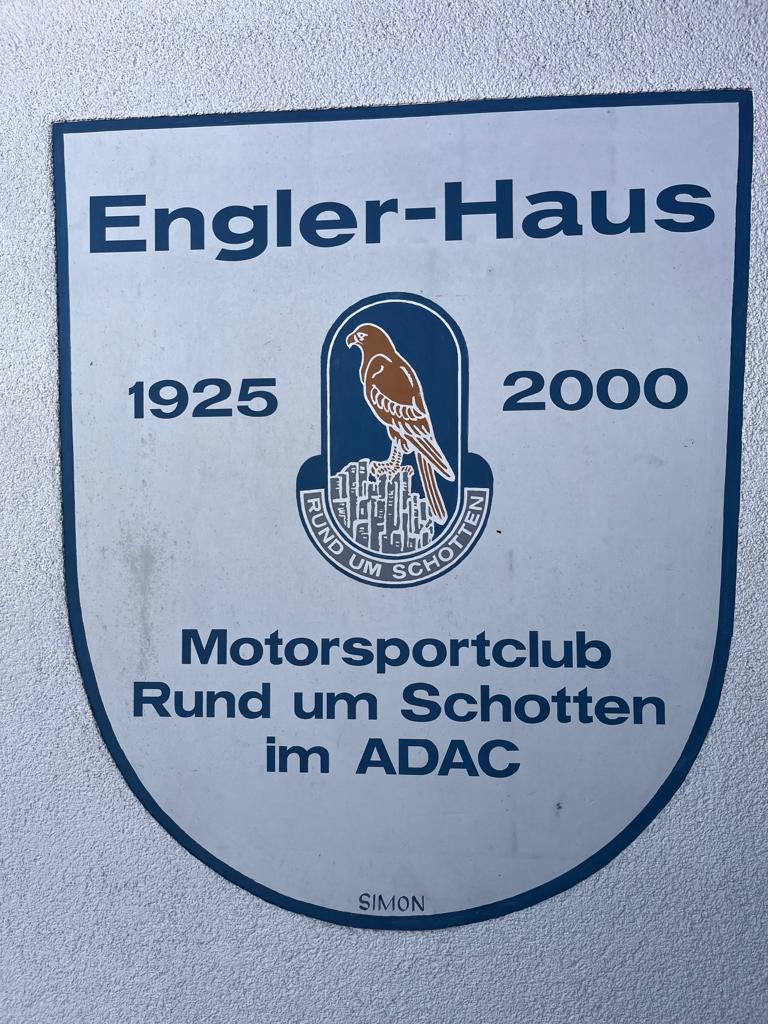 Engler-Haus
1925 2000
RUND UM SCHOTTEN
Motorsportclub
Rund um Schotten
im ADAC
SIMON